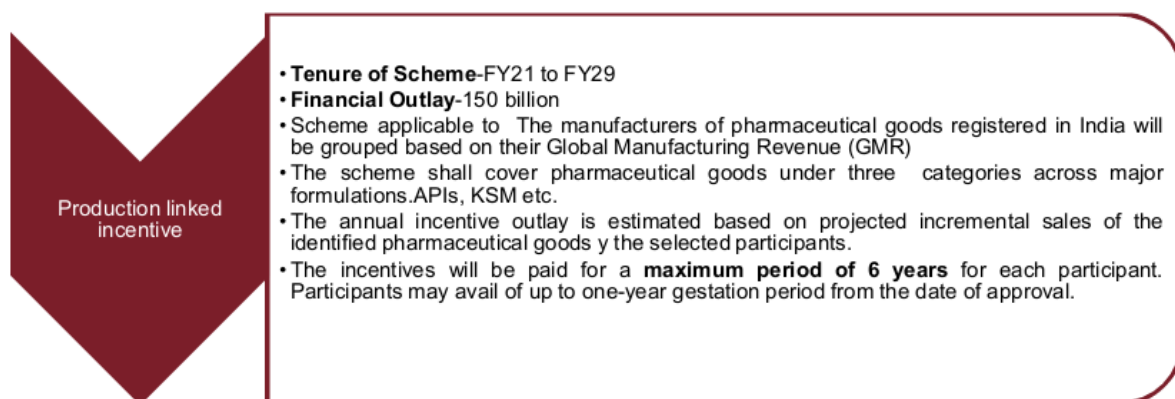 Production linked
incentive
• Tenure of Scheme-FY21 to FY29
• Financial Outlay-150 billion
• Scheme applicable to The manufacturers of pharmaceutical goods registered in India will
be grouped based on their Global Manufacturing Revenue (GMR)
• The scheme shall cover pharmaceutical goods under three categories across major
formulations.APIs, KSM etc.
• The annual incentive outlay is estimated based on projected incremental sales of the
identified pharmaceutical goods y the selected participants.
• The incentives will be paid for a maximum period of 6 years for each participant.
Participants may avail of up to one-year gestation period from the date of approval.